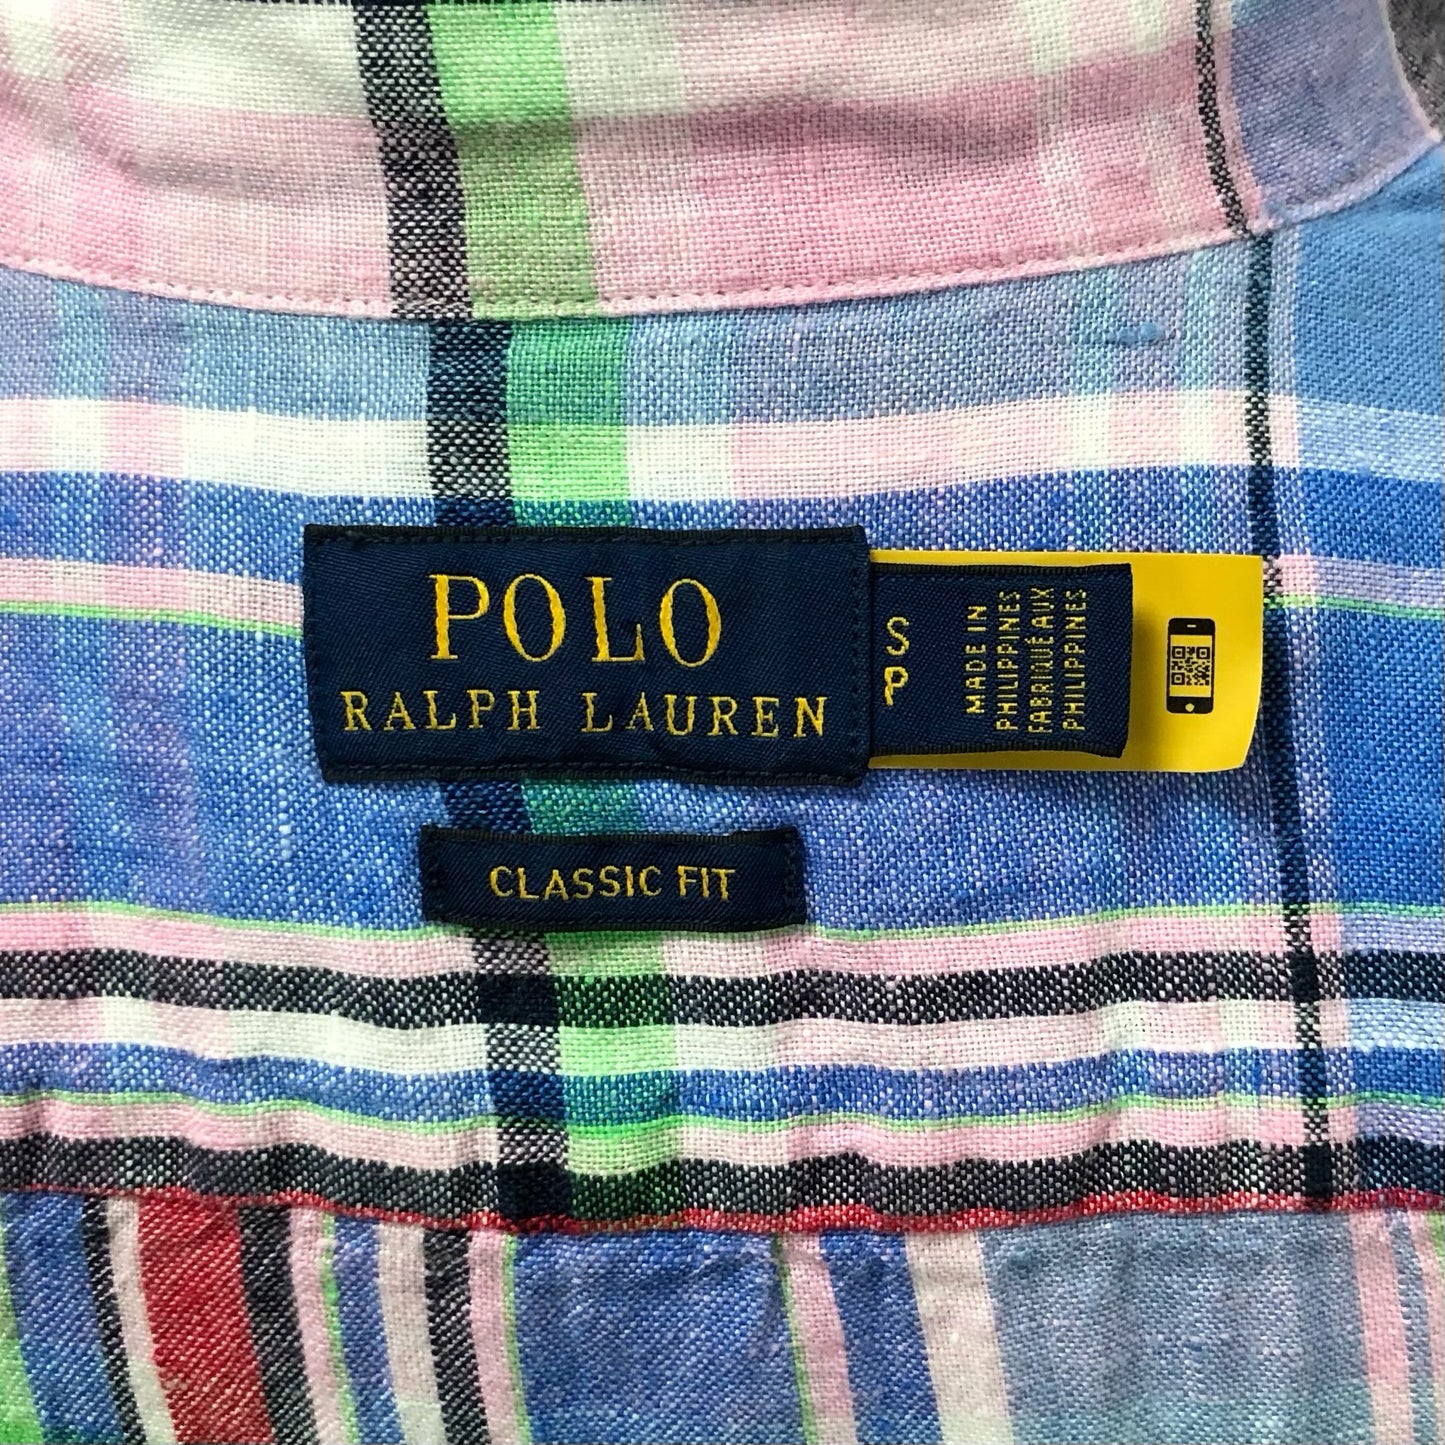 POLO
RALPH LAUREN
S
P
MADE IN
PHILIPPINES
FABRIQUÉ AUX
PHILIPPINES
CLASSIC FIT